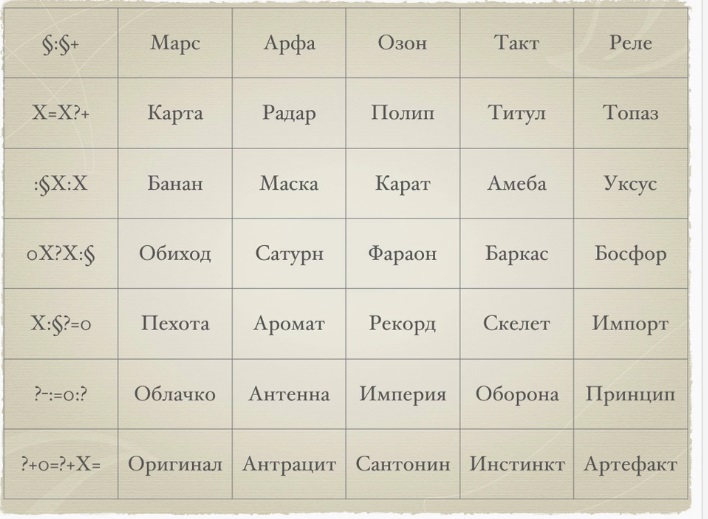 §:§+ Марс Арфа Озон Такт Реле
X=X?+ Карта Радар Полип Титул Топаз
:§X:X Банан Маска Карат Амеба Уксус
oX?X:§ Обиход Сатурн Фараон Баркас Босфор
X:§?=o Пехота Аромат Рекорд Скелет Импорт
?-:=o:? Облачко Антенна Империя Оборона Принцип
?+o=?+X= Оригинал Антрацит Сантонин Инстинкт Артефакт